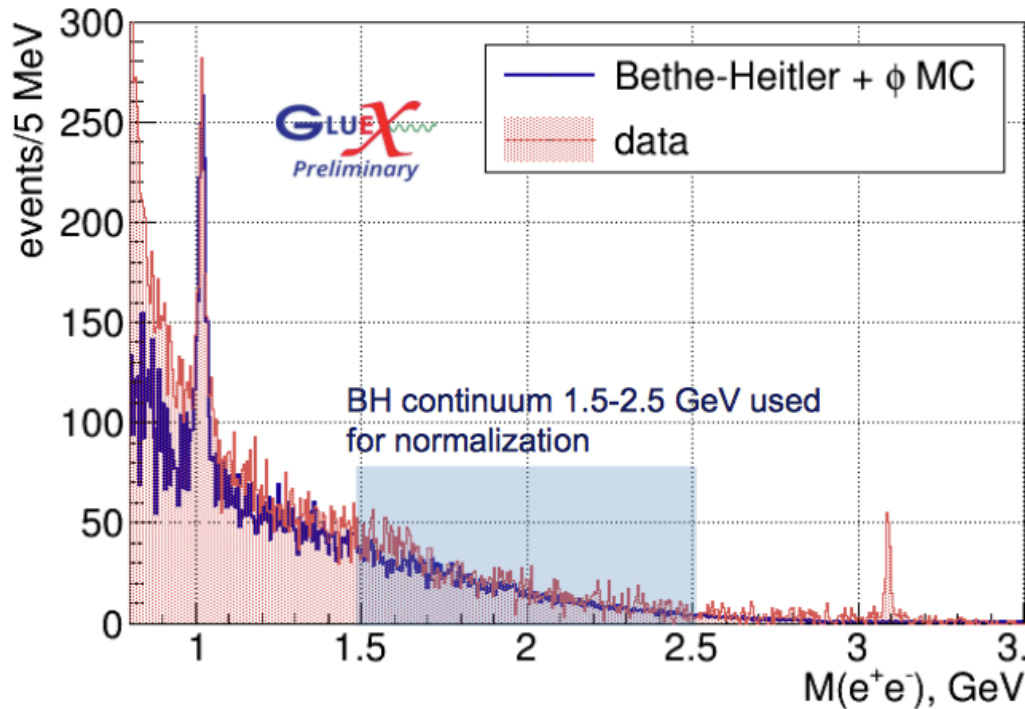 events/5 MeV
300
250
200
150
100
50
0
GLUEX
Preliminary
Bethe-Heitler + ϕ MC
data
BH continuum 1.5-2.5 GeV used
for normalization
1 1.5 2 2.5 3 3.
M(e⁺e⁻), GeV